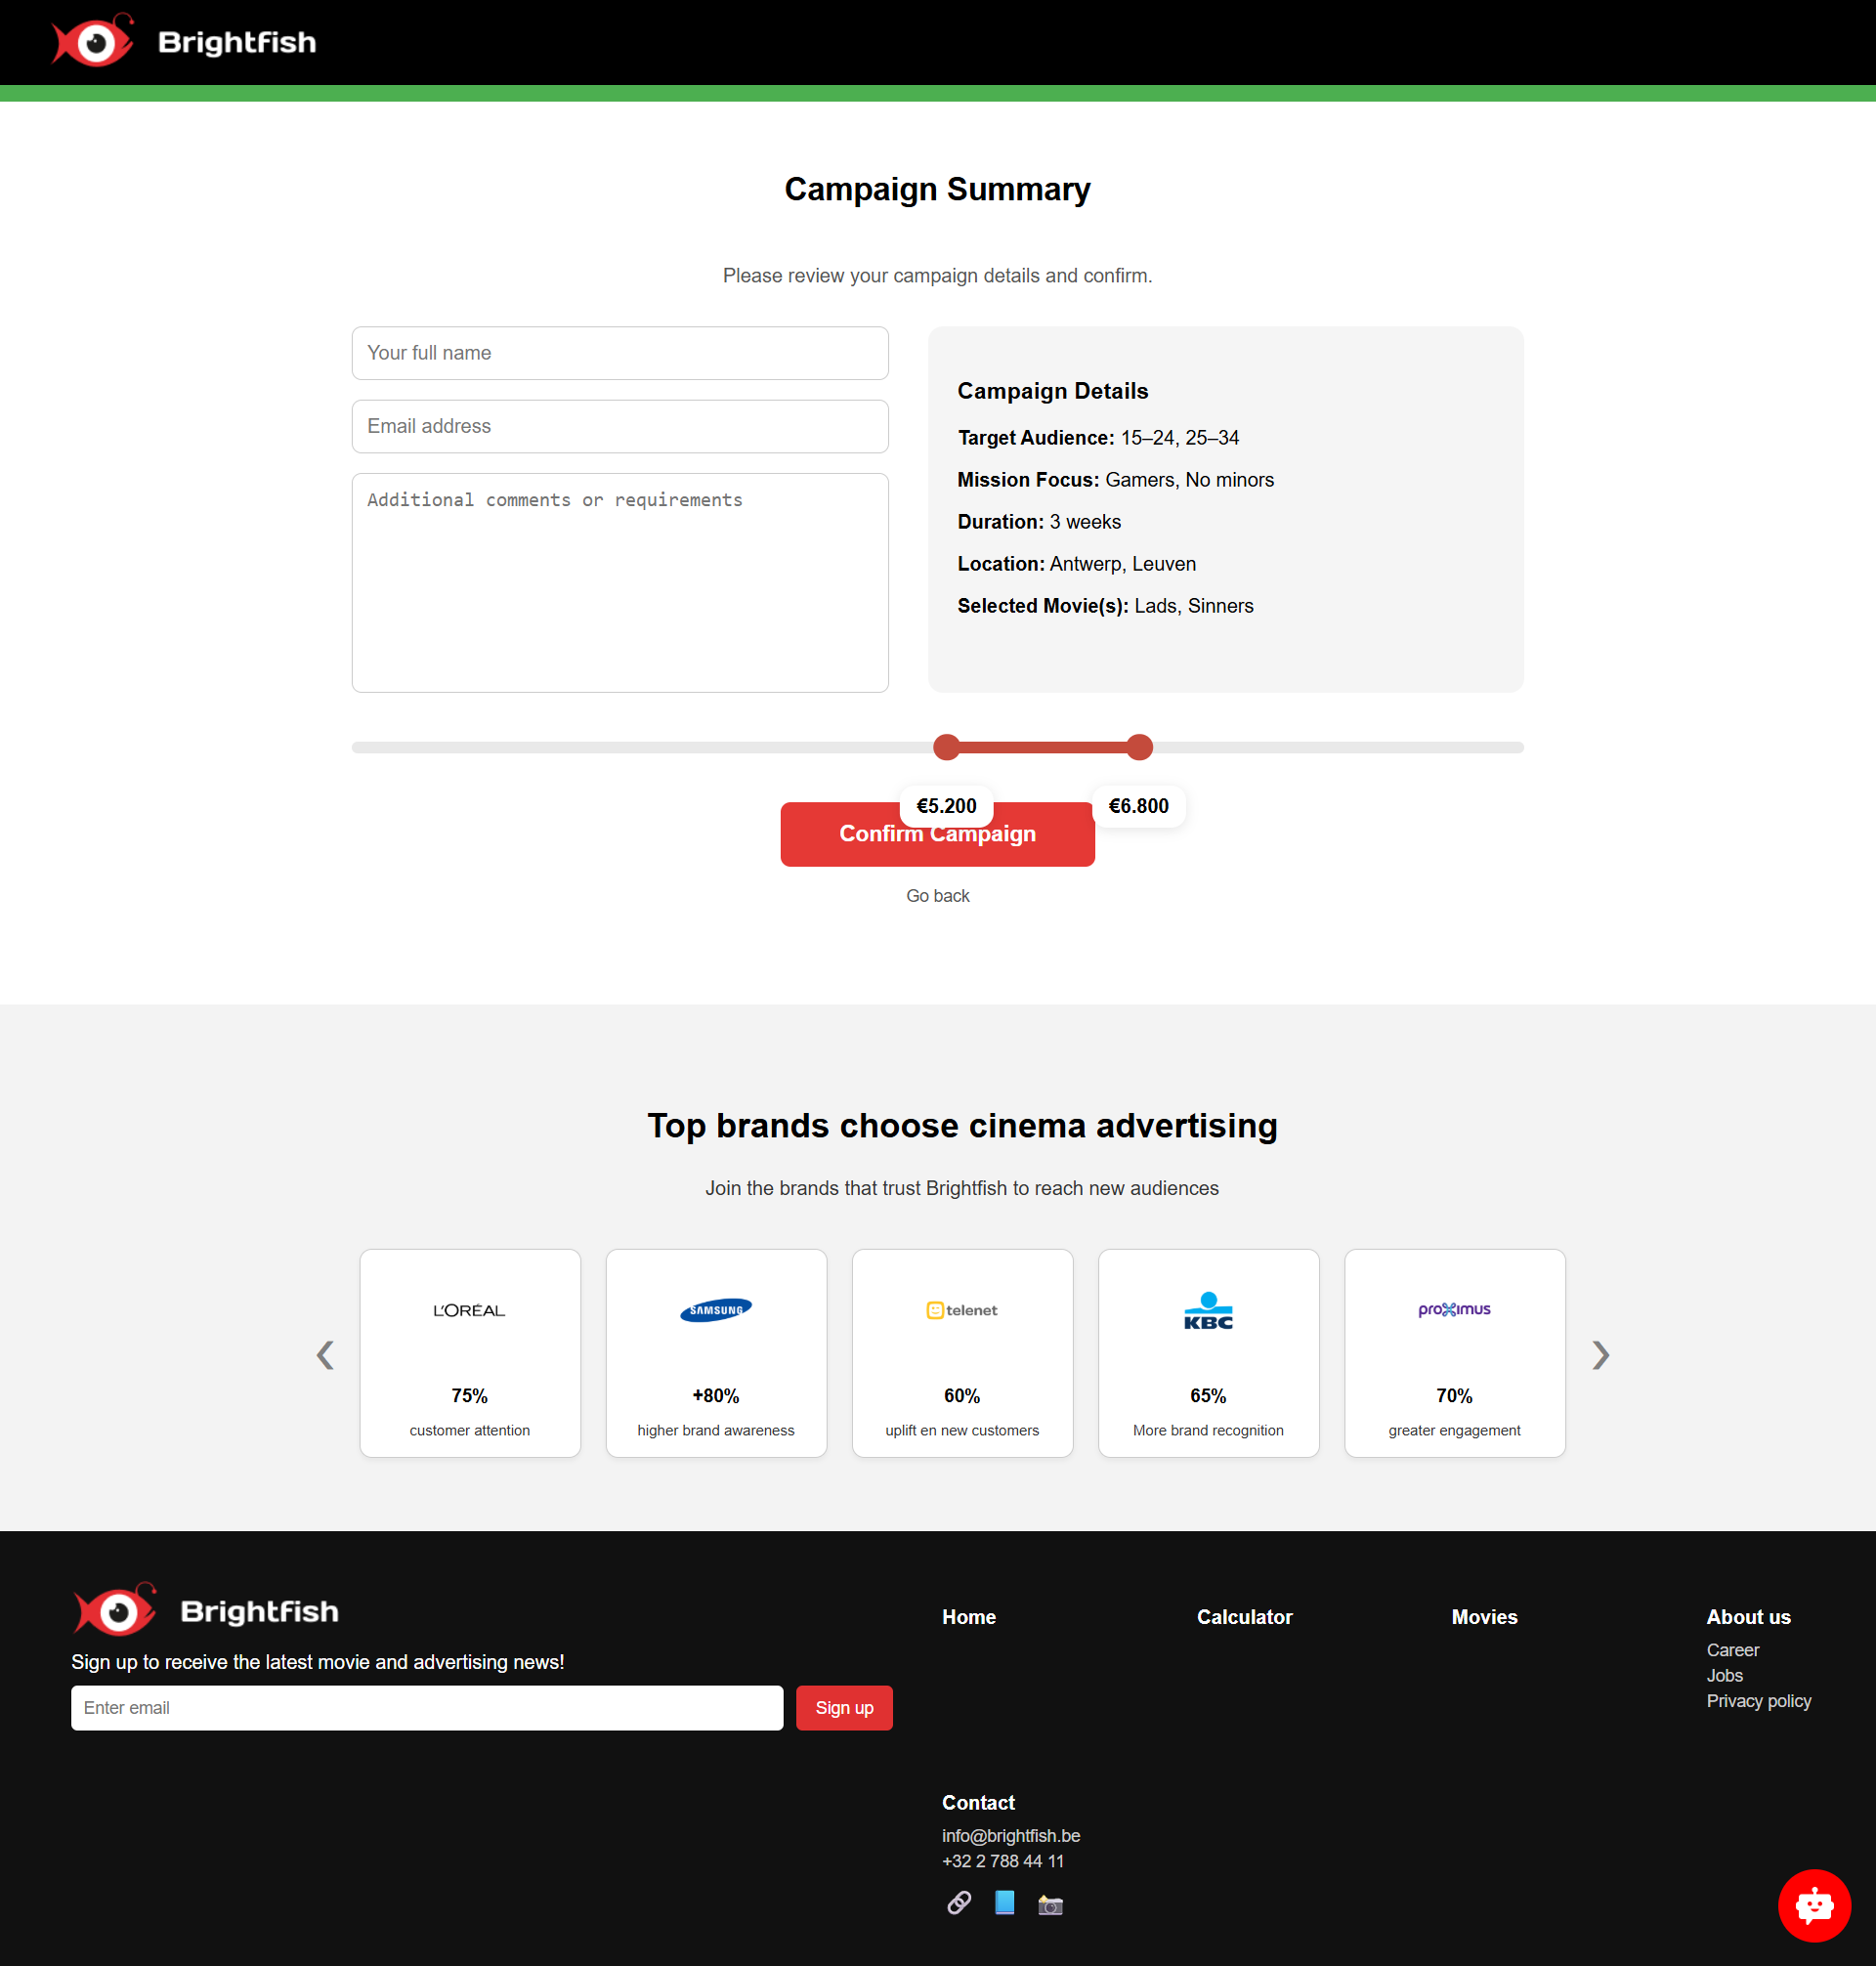 Brightfish
Campaign Summary
Please review your campaign details and confirm.
Your full name
Email address
Additional comments or requirements
Campaign Details
Target Audience: 15–24, 25–34
Mission Focus: Gamers, No minors
Duration: 3 weeks
Location: Antwerp, Leuven
Selected Movie(s): Lads, Sinners
€5.200
€6.800
Confirm Campaign
Go back
Top brands choose cinema advertising
Join the brands that trust Brightfish to reach new audiences
L'ORÉAL
75%
customer attention
SAMSUNG
+80%
higher brand awareness
telenet
60%
uplift en new customers
KBC
65%
More brand recognition
proximus
70%
greater engagement
Brightfish
Sign up to receive the latest movie and advertising news!
Enter email
Sign up
Home
Calculator
Movies
About us
Career
Jobs
Privacy policy
Contact
info@brightfish.be
+32 2 788 44 11